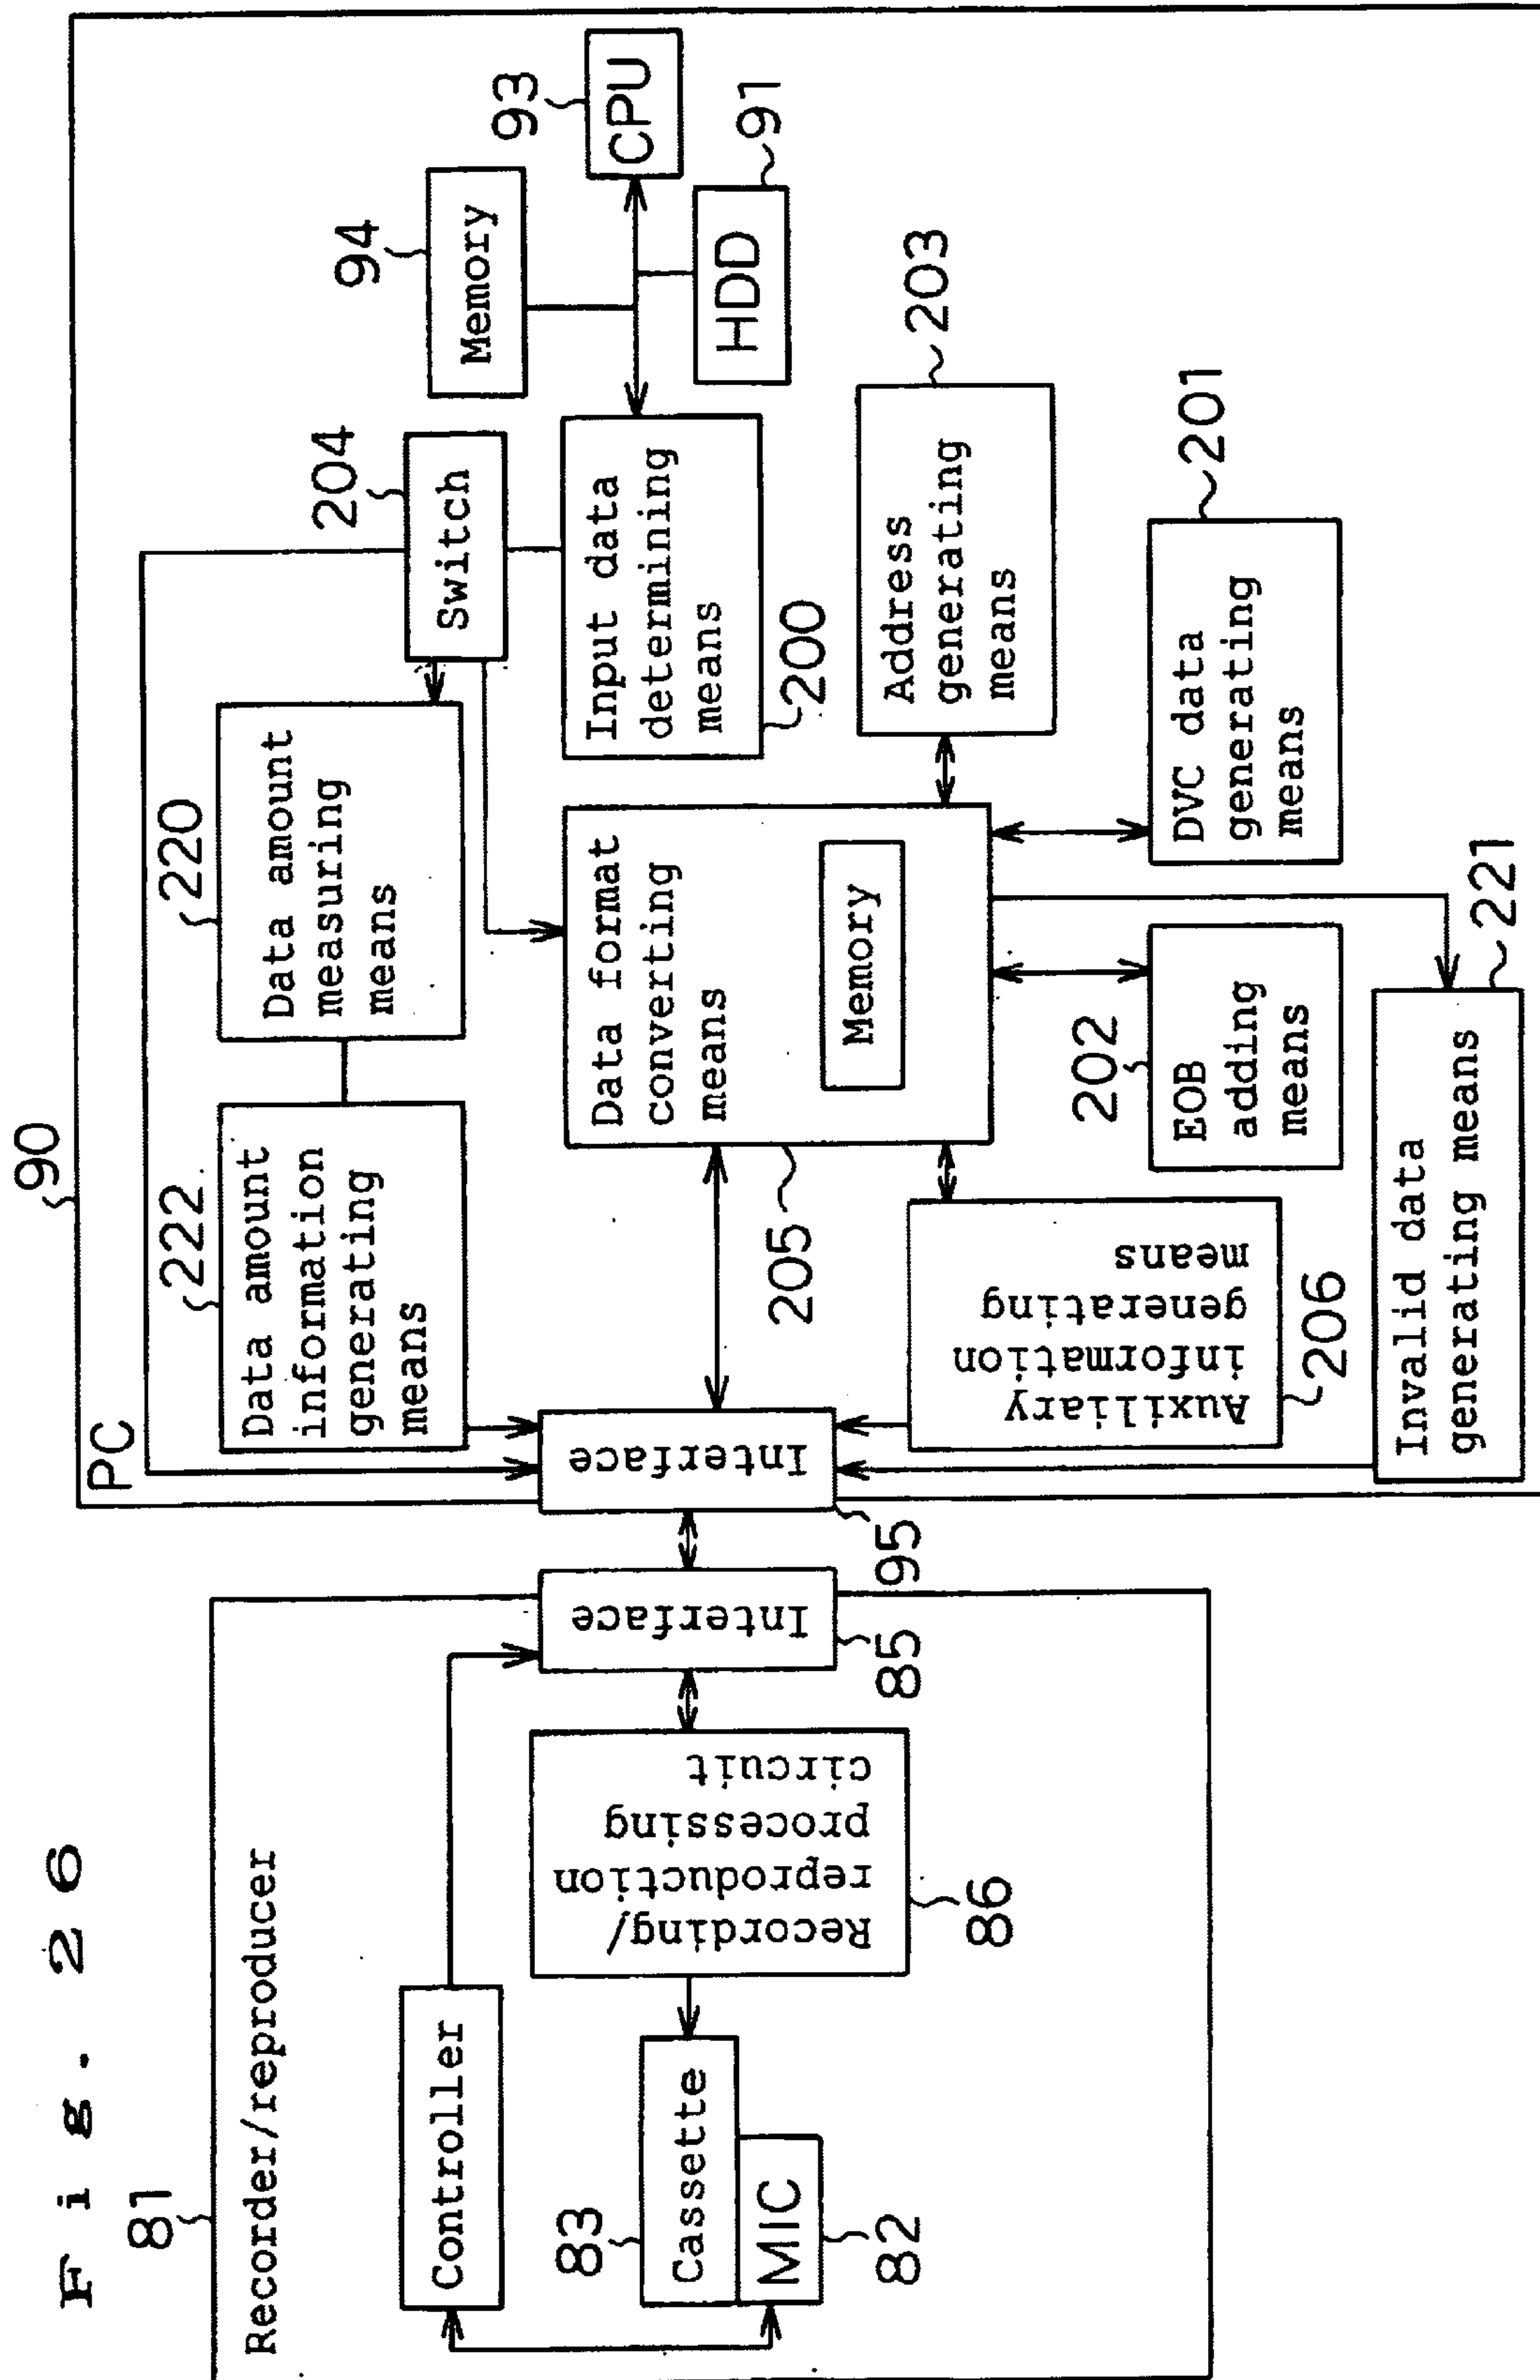 Fig. 26
81
Recorder/reproducer
Controller
83
Cassette
MIC
82
Recording/
reproduction
processing
circuit
86
Interface
85
90
PC
Interface
95
222
Data amount
information
generating
means
220
Data amount
measuring
means
204
Switch
94
Memory
93
CPU
HDD
91
Input data
determining
means
200
Data format
converting
means
Memory
205
Address
generating
means
203
DVC data
generating
means
201
EOB
adding
means
202
Auxiliary
information
generating
means
206
Invalid data
generating means
221